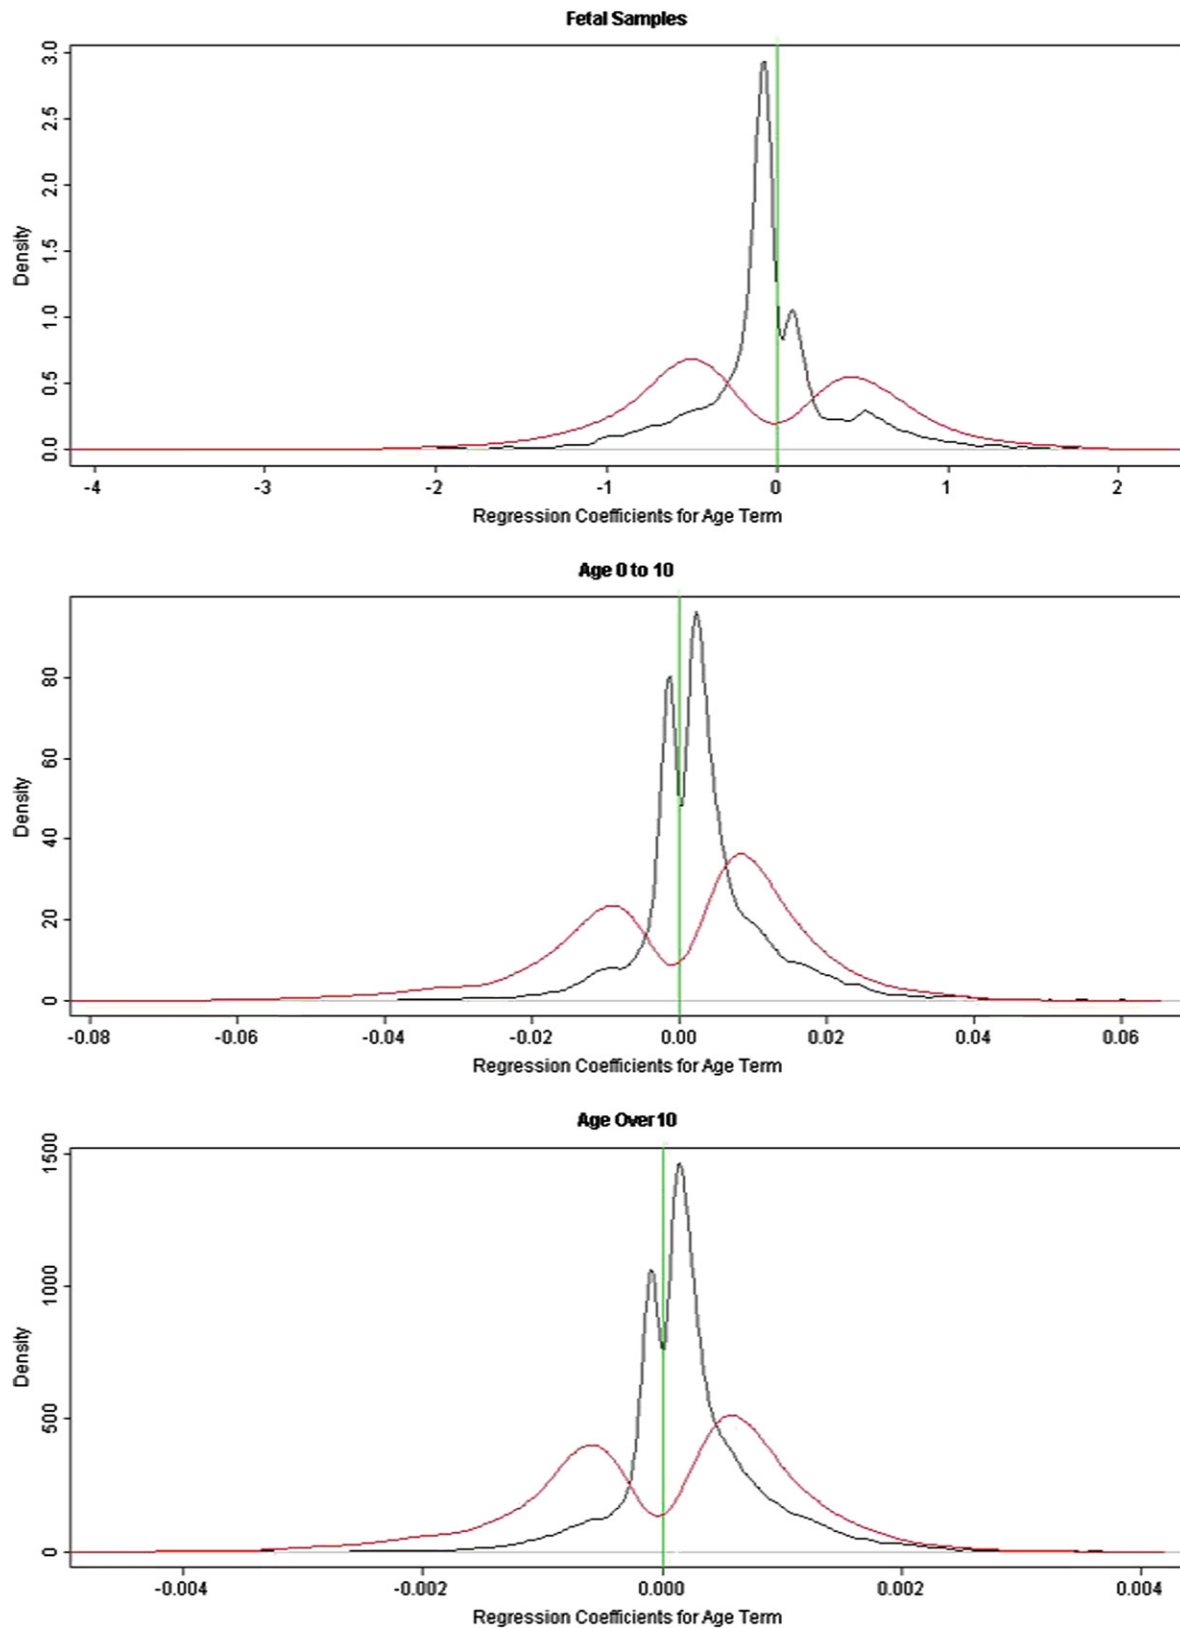 Fetal Samples
Density
3.0
2.5
2.0
1.5
1.0
0.5
0.0
-4 -3 -2 -1 0 1 2
Regression Coefficients for Age Term
Age 0 to 10
Density
80
60
40
20
0
-0.08 -0.06 -0.04 -0.02 0.00 0.02 0.04 0.06
Regression Coefficients for Age Term
Age Over 10
Density
1500
1000
500
0
-0.004 -0.002 0.000 0.002 0.004
Regression Coefficients for Age Term